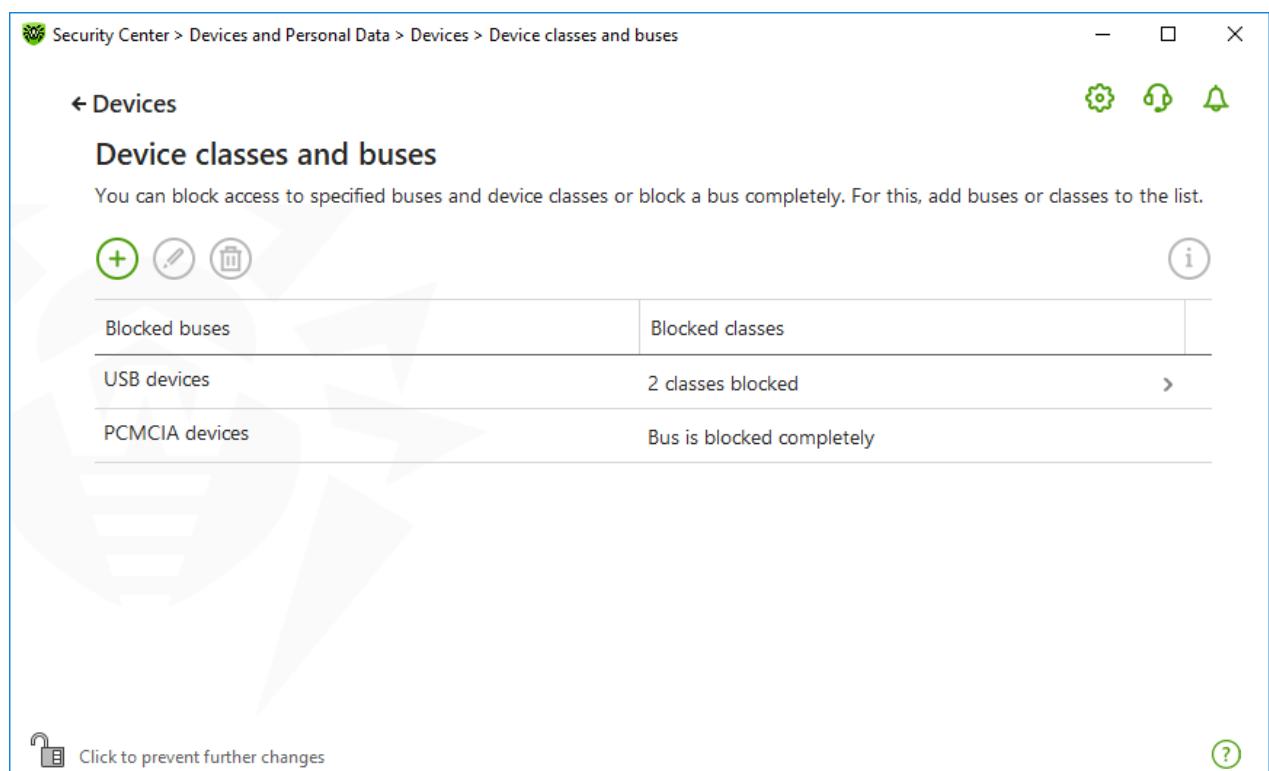 Security Center > Devices and Personal Data > Devices > Device classes and buses
Devices
Device classes and buses
You can block access to specified buses and device classes or block a bus completely. For this, add buses or classes to the list.
Blocked buses
Blocked classes
USB devices
2 classes blocked
PCMCIA devices
Bus is blocked completely
Click to prevent further changes